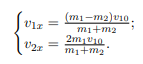 v₁ₓ = (m₁−m₂)v₁₀ / m₁+m₂;
v₂ₓ = 2m₁v₁₀ / m₁+m₂.